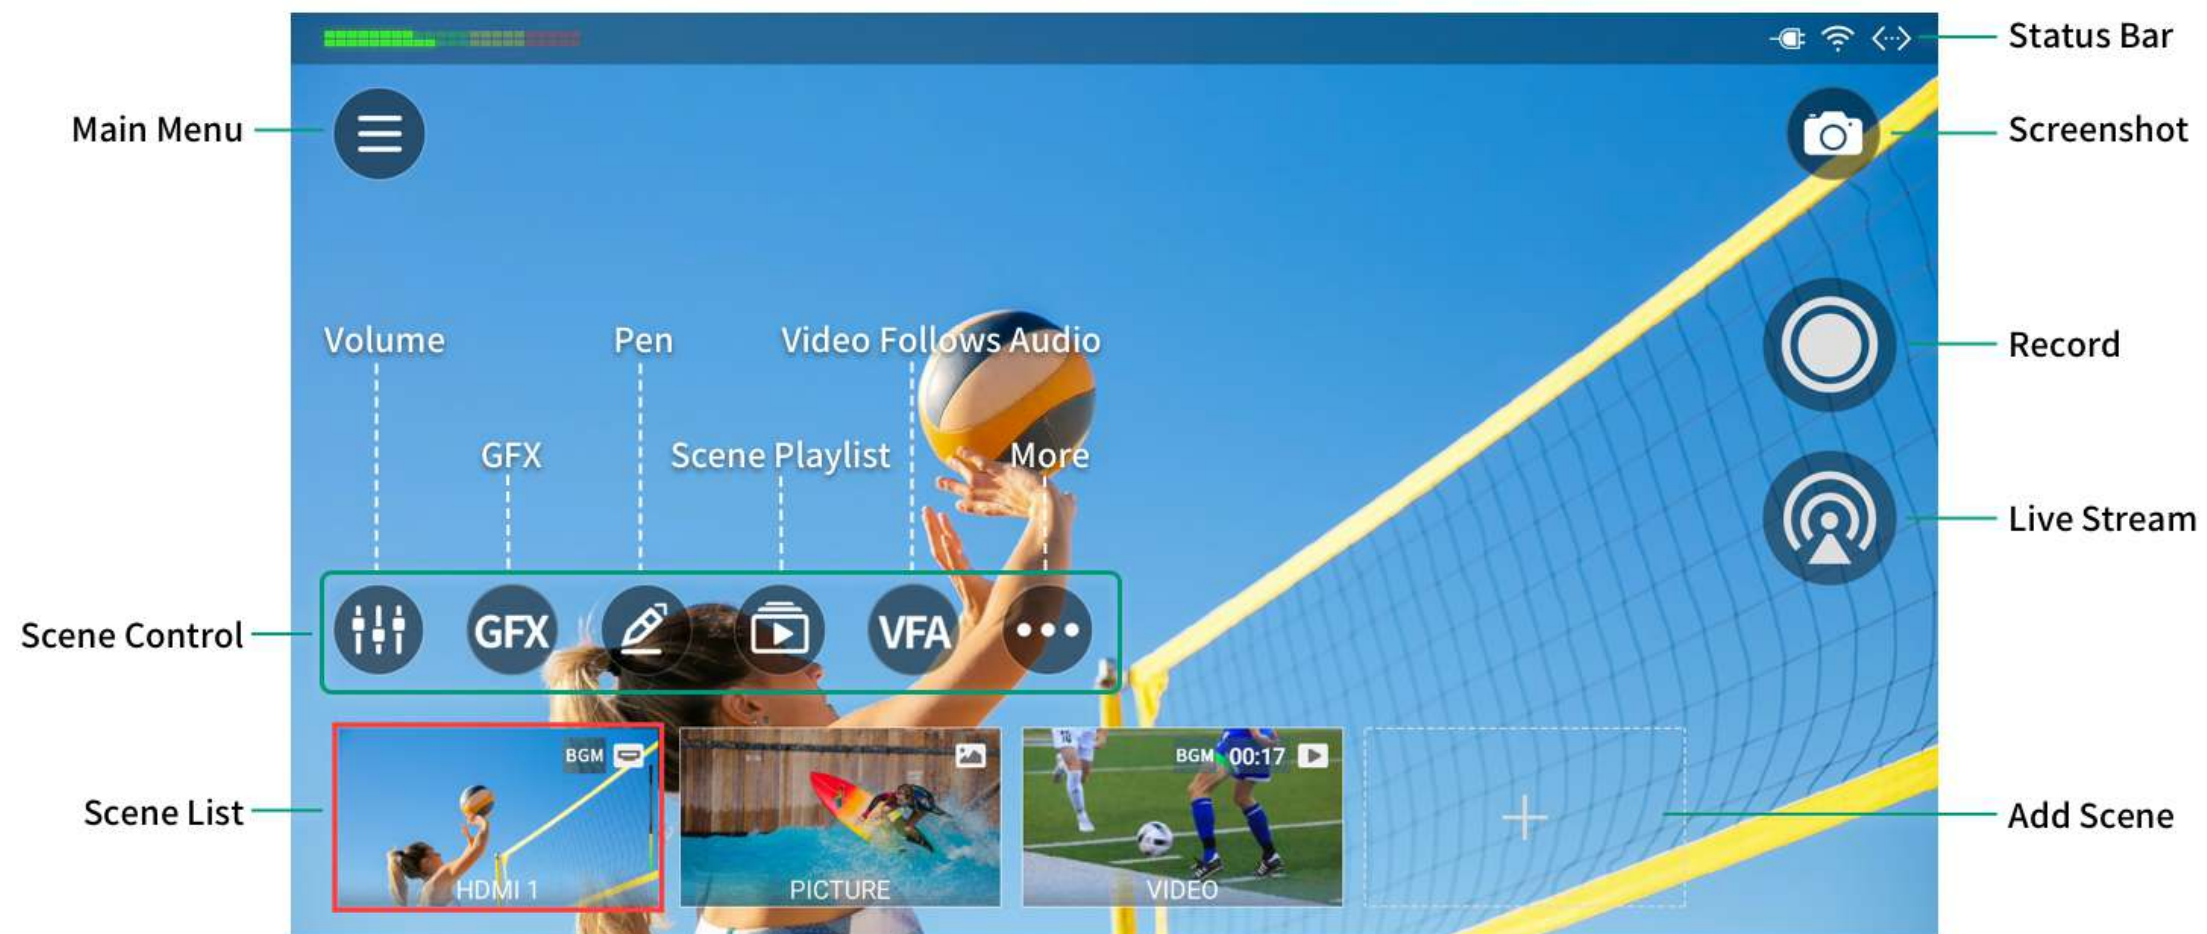 Status Bar
Main Menu
Screenshot
Volume
Pen
Video Follows Audio
Record
GFX
Scene Playlist
More
Live Stream
Scene Control
GFX
VFA
BGM
BGM 00:17
Scene List
Add Scene
HDMI 1
PICTURE
VIDEO